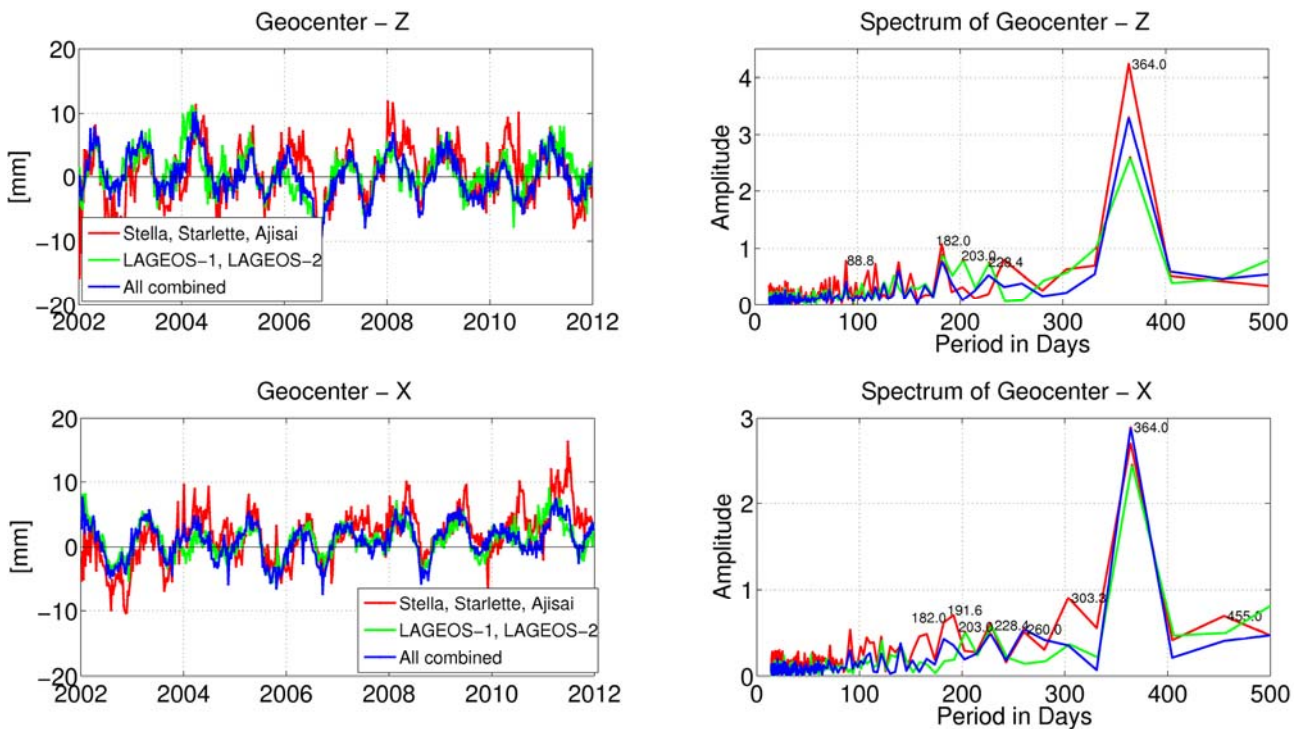 Geocenter – Z
20
10
0
−10
−20
[mm]
Stella, Starlette, Ajisai
LAGEOS−1, LAGEOS−2
All combined
2002 2004 2006 2008 2010 2012
Spectrum of Geocenter – Z
4
3
2
1
0
Amplitude
364.0
182.0
203.0
228.4
88.8
0 100 200 300 400 500
Period in Days
Geocenter – X
20
10
0
−10
−20
[mm]
Stella, Starlette, Ajisai
LAGEOS−1, LAGEOS−2
All combined
2002 2004 2006 2008 2010 2012
Spectrum of Geocenter – X
3
2
1
0
Amplitude
364.0
303.3
182.0
191.6
203.0
228.4
260.0
455.0
0 100 200 300 400 500
Period in Days